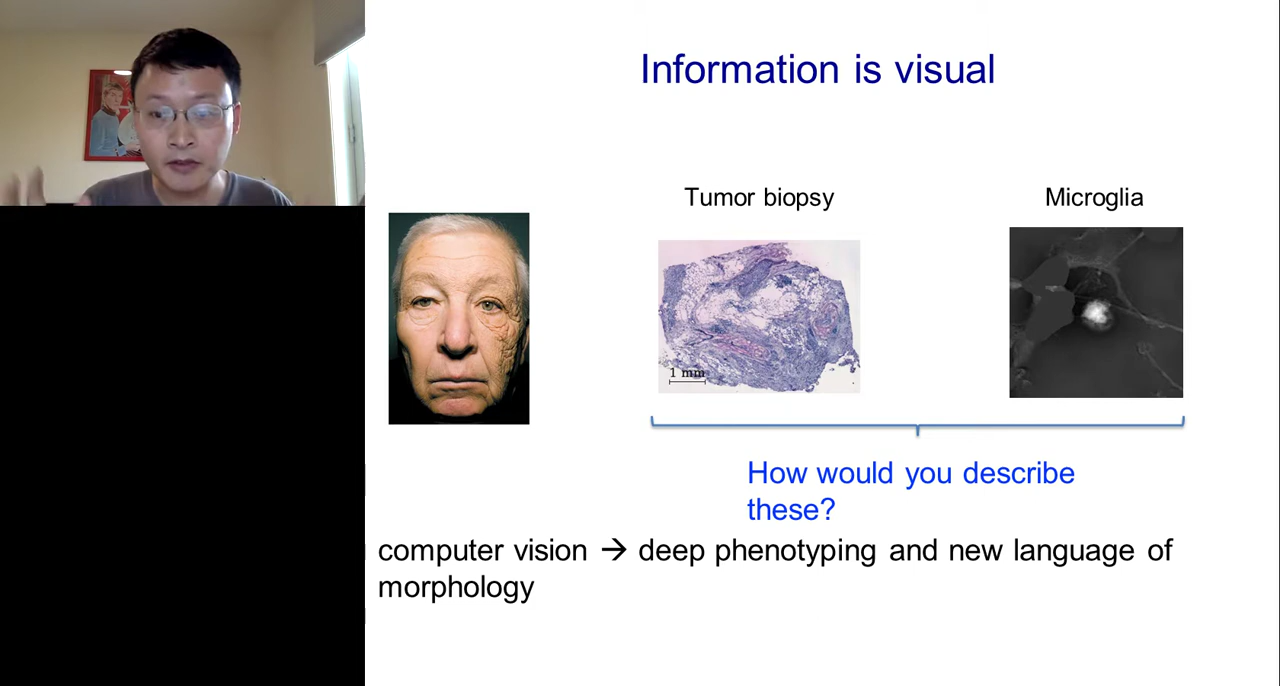 Information is visual
Tumor biopsy
Microglia
1 mm
How would you describe
these?
computer vision → deep phenotyping and new language of
morphology